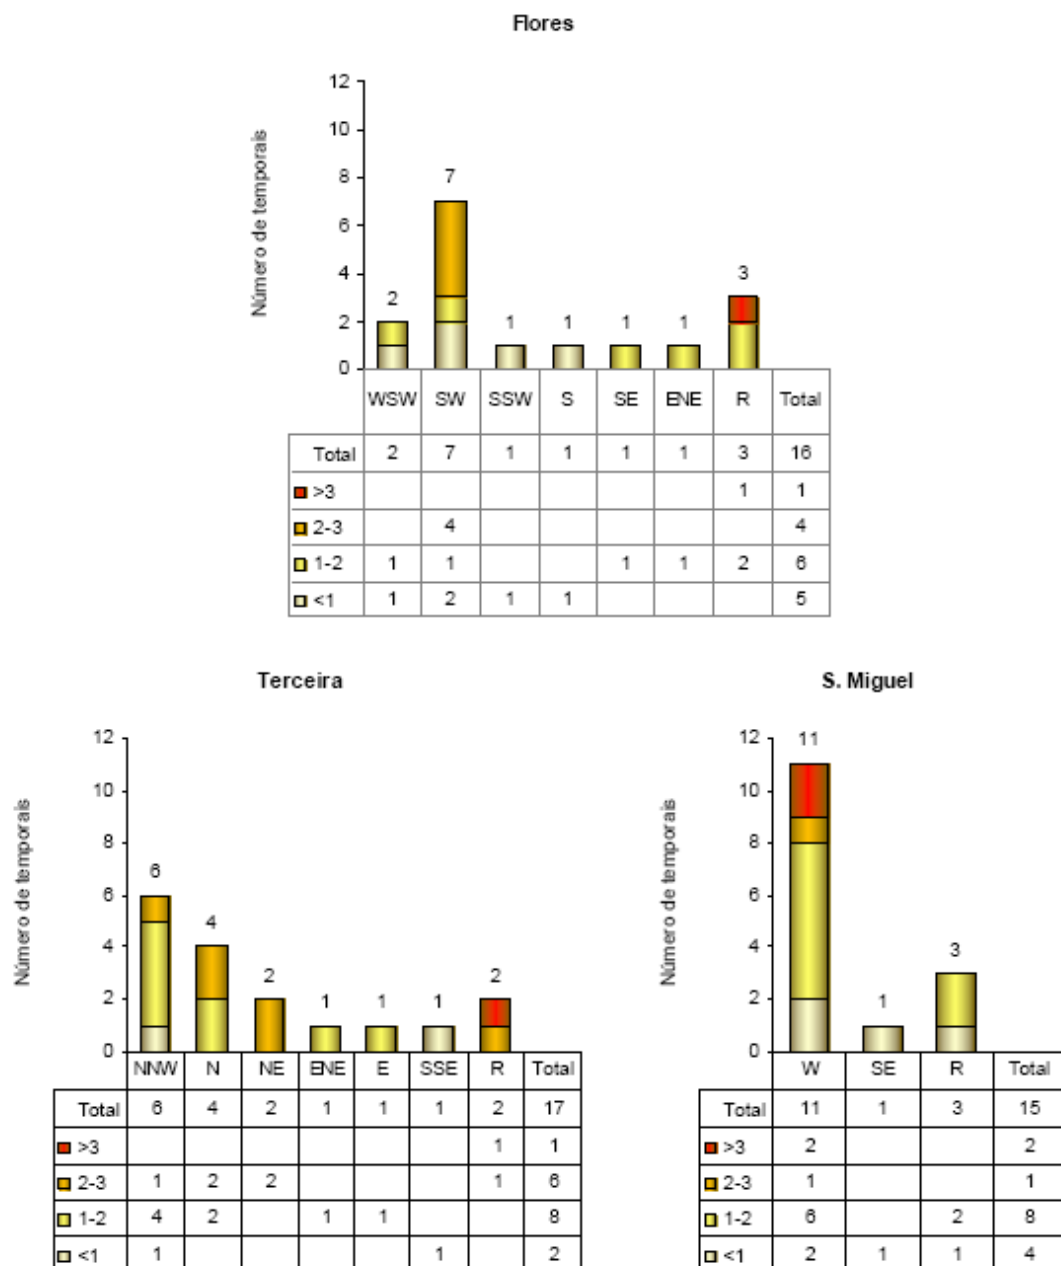 Flores
Número de temporais
12
10
8
6
4
2
0
2
7
1
1
1
1
3
WSW SW SSW S SE ENE R Total
Total 2 7 1 1 1 1 3 16
>3 1 1
2-3 4 4
1-2 1 1 1 1 2 6
<1 1 2 1 1 5
Terceira
Número de temporais
12
10
8
6
4
2
0
6
4
2
1
1
1
2
NNW N NE ENE E SSE R Total
Total 6 4 2 1 1 1 2 17
>3 1 1
2-3 1 2 2 1 6
1-2 4 2 1 1 8
<1 1 1 2
S. Miguel
Número de temporais
12
10
8
6
4
2
0
11
1
3
W SE R Total
Total 11 1 3 15
>3 2 2
2-3 1 1
1-2 6 2 8
<1 2 1 1 4